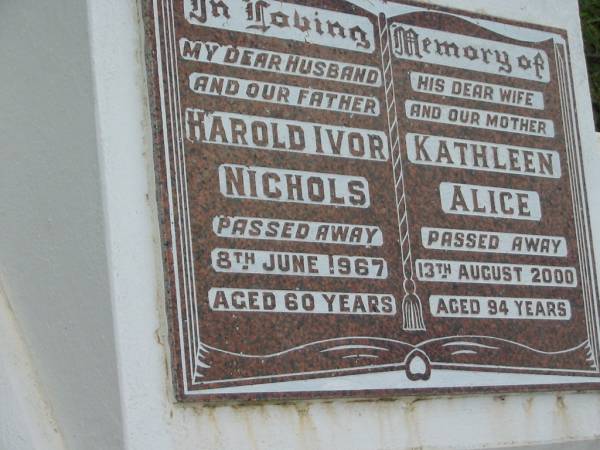 In Loving
MY DEAR HUSBAND
AND OUR FATHER
HAROLD IVOR
NICHOLS
PASSED AWAY
8TH JUNE 1967
AGED 60 YEARS
Memory of
HIS DEAR WIFE
AND OUR MOTHER
KATHLEEN
ALICE
PASSED AWAY
13TH AUGUST 2000
AGED 94 YEARS